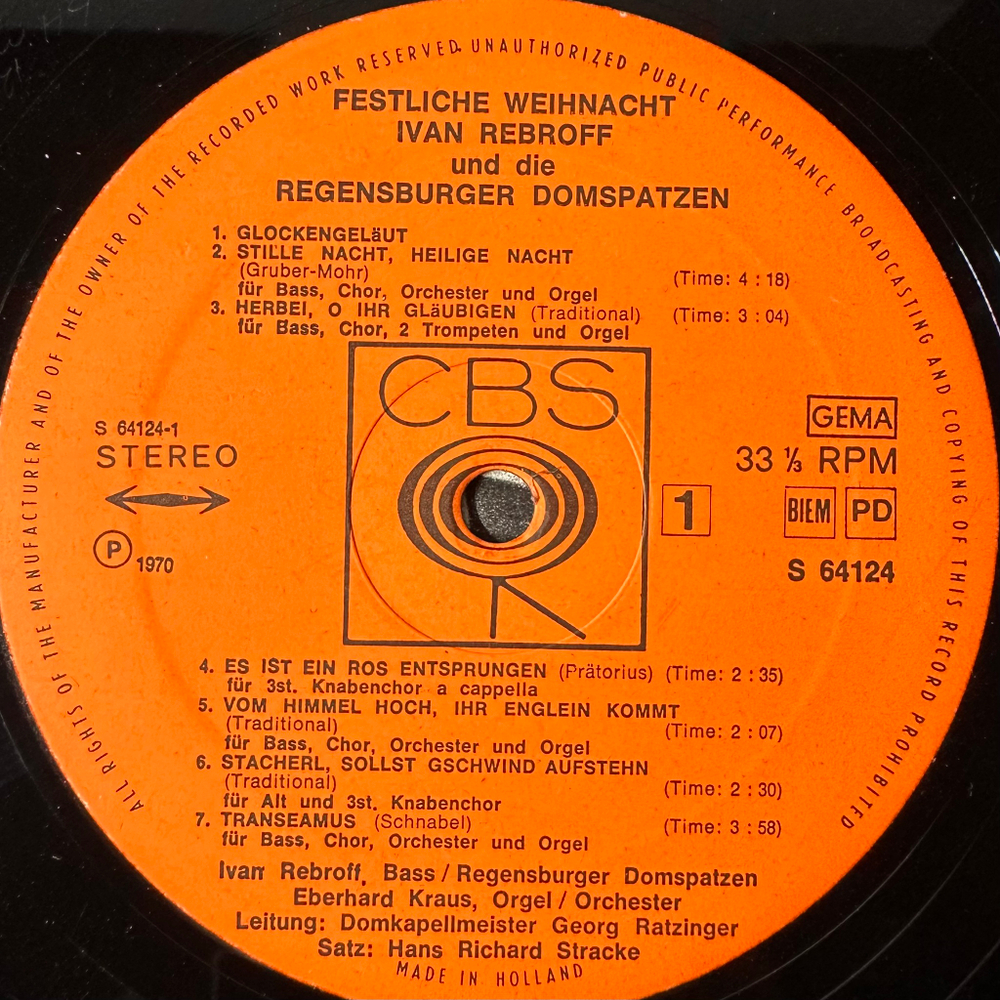 ALL RIGHTS OF THE MANUFACTURER AND OF THE OWNER OF THE RECORDED WORK RESERVED. UNAUTHORIZED PUBLIC PERFORMANCE BROADCASTING AND COPYING OF THIS RECORD PROHIBITED
FESTLICHE WEIHNACHT
IVAN REBROFF
und die
REGENSBURGER DOMSPATZEN
1. GLOCKENGELäUT
2. STILLE NACHT, HEILIGE NACHT
(Gruber-Mohr) (Time: 4 : 18)
für Bass, Chor, Orchester und Orgel
3. HERBEI, O IHR GLäUBIGEN (Traditional) (Time: 3 : 04)
für Bass, Chor, 2 Trompeten und Orgel
CBS
S 64124-1
STEREO
P 1970
1
GEMA
33 ⅓ RPM
BIEM PD
S 64124
4. ES IST EIN ROS ENTSPRUNGEN (Prätorius) (Time: 2 : 35)
für 3st. Knabenchor a cappella
5. VOM HIMMEL HOCH, IHR ENGLEIN KOMMT
(Traditional) (Time: 2 : 07)
für Bass, Chor, Orchester und Orgel
6. STACHERL, SOLLST GSCHWIND AUFSTEHN
(Traditional) (Time: 2 : 30)
für Alt und 3st. Knabenchor
7. TRANSEAMUS (Schnabel) (Time: 3 : 58)
für Bass, Chor, Orchester und Orgel
Ivan Rebroff, Bass / Regensburger Domspatzen
Eberhard Kraus, Orgel / Orchester
Leitung: Domkapellmeister Georg Ratzinger
Satz: Hans Richard Stracke
MADE IN HOLLAND